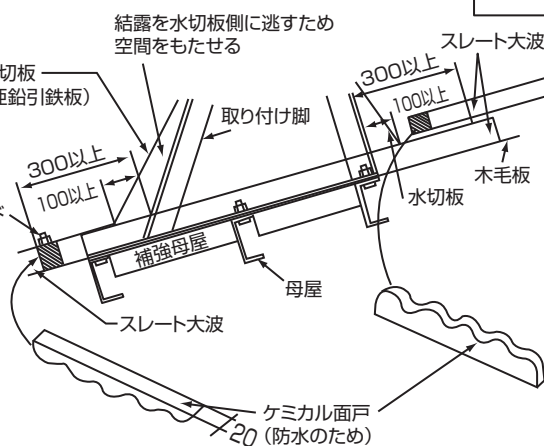 結露を水切板側に逃すため
空間をもたせる
切板
亜鉛引鉄板）
取り付け脚
スレート大波
300以上
100以上
300以上
100以上
水切板
木毛板
補強母屋
母屋
スレート大波
ケミカル面戸
20（防水のため）